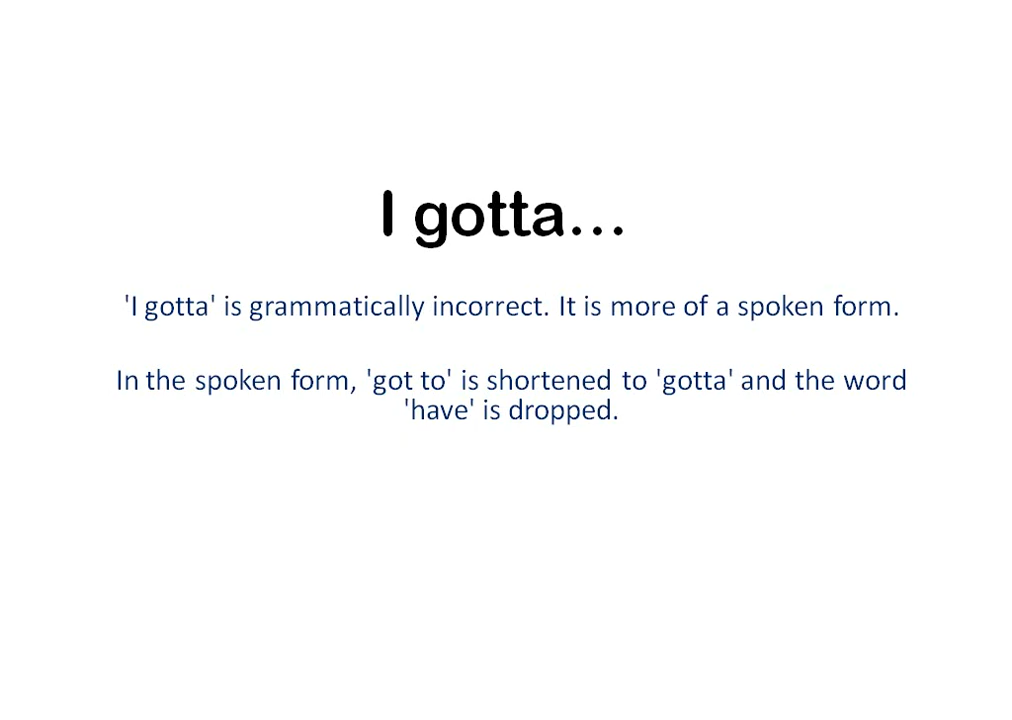 I gotta...
'I gotta' is grammatically incorrect. It is more of a spoken form.
In the spoken form, 'got to' is shortened to 'gotta' and the word
'have' is dropped.